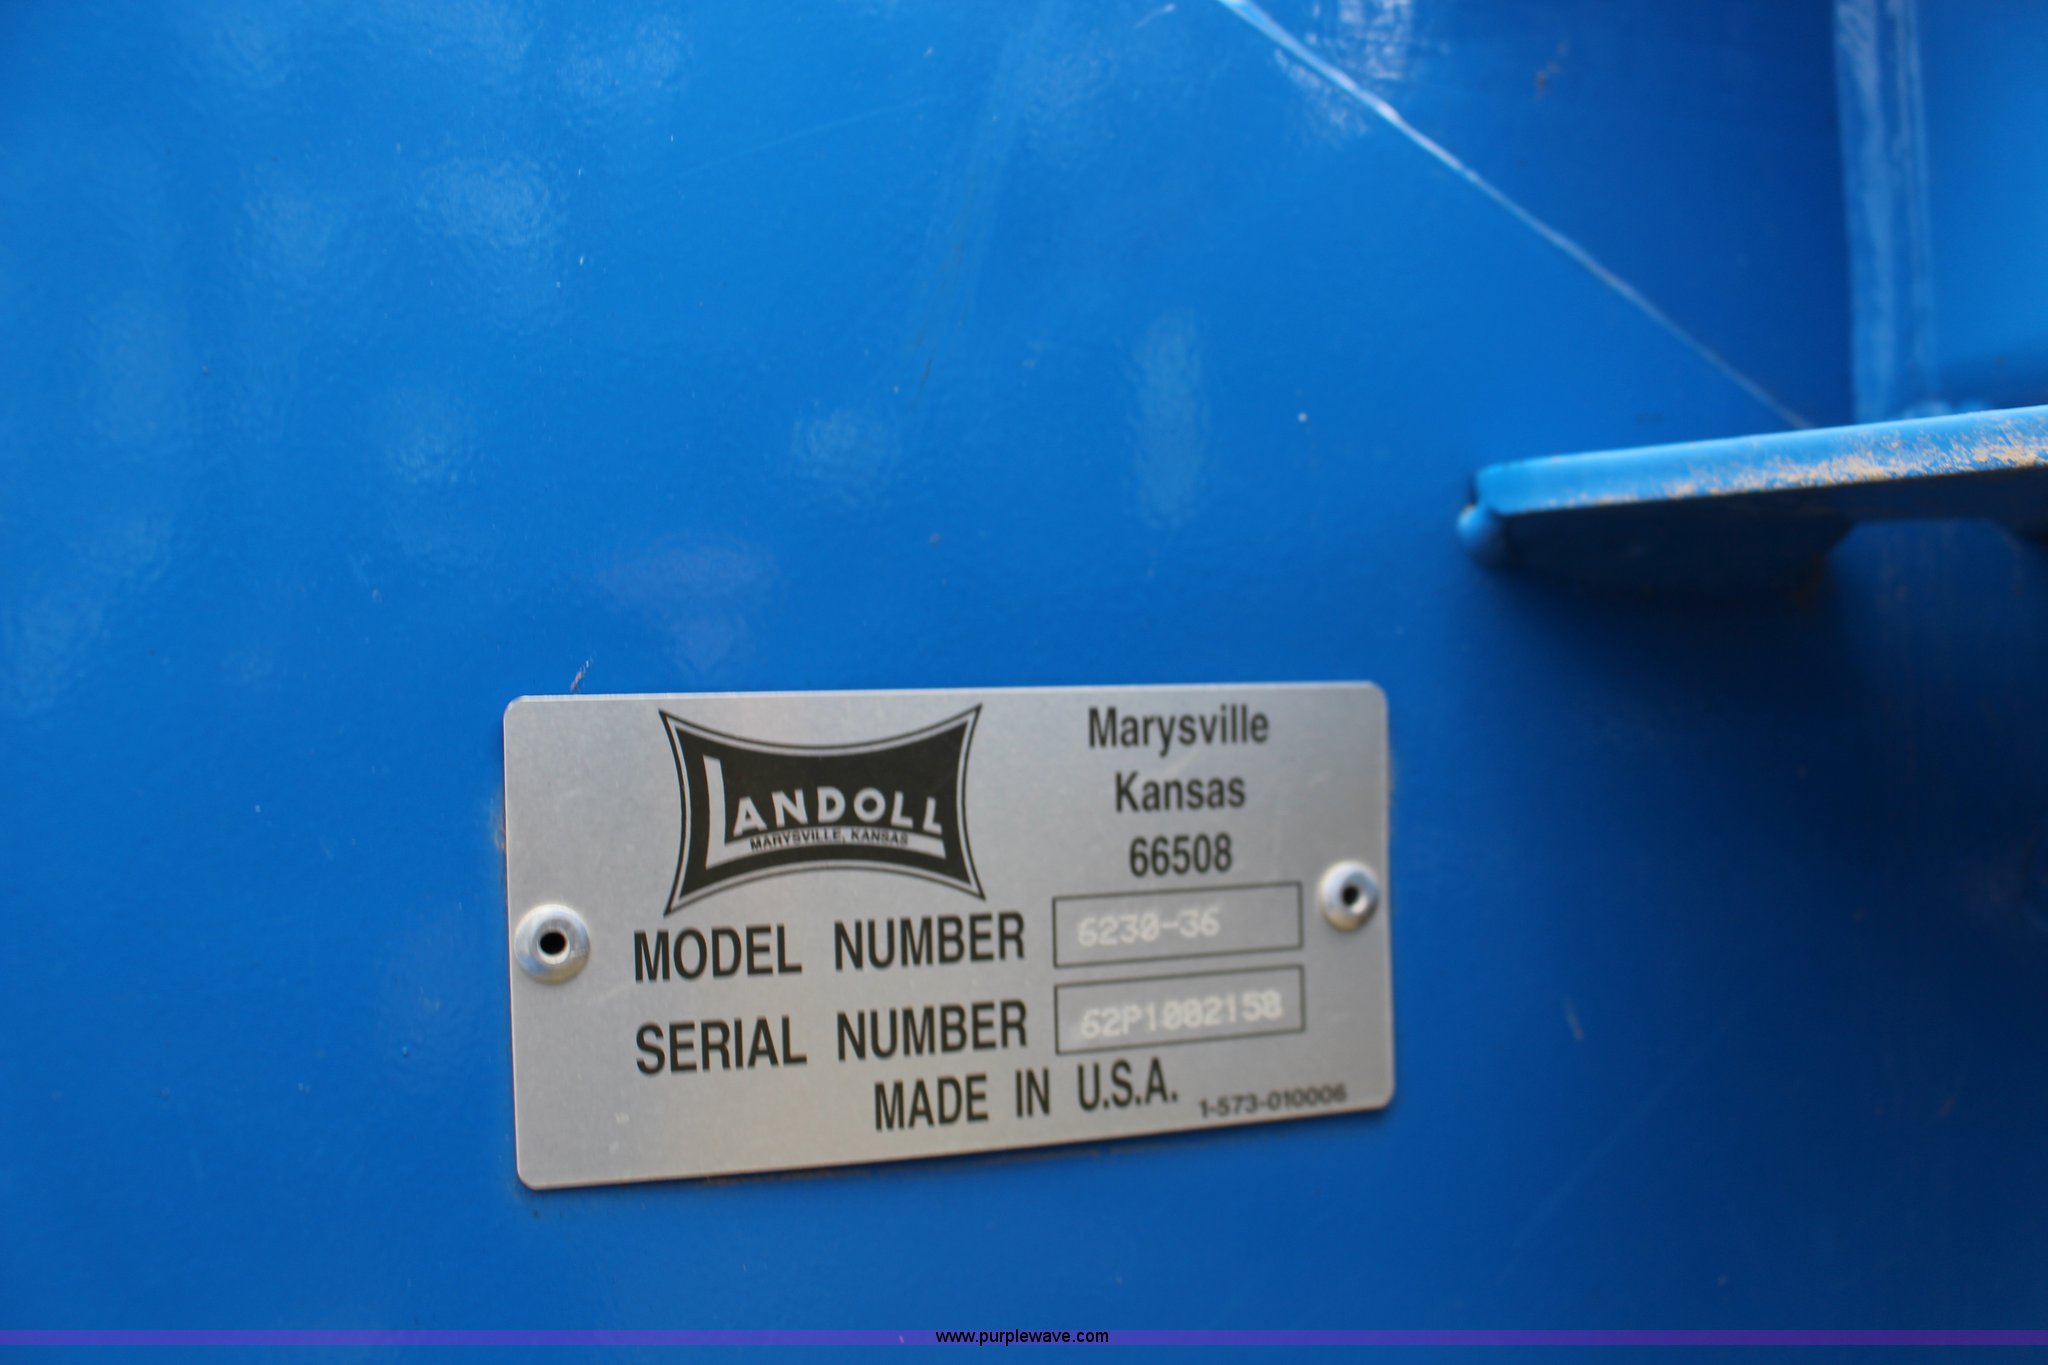 LANDOLL
MARYSVILLE, KANSAS
Marysville
Kansas
66508
MODEL NUMBER 6230-36
SERIAL NUMBER 62P1002150
MADE IN U.S.A. 1-573-010006
www.purplewave.com